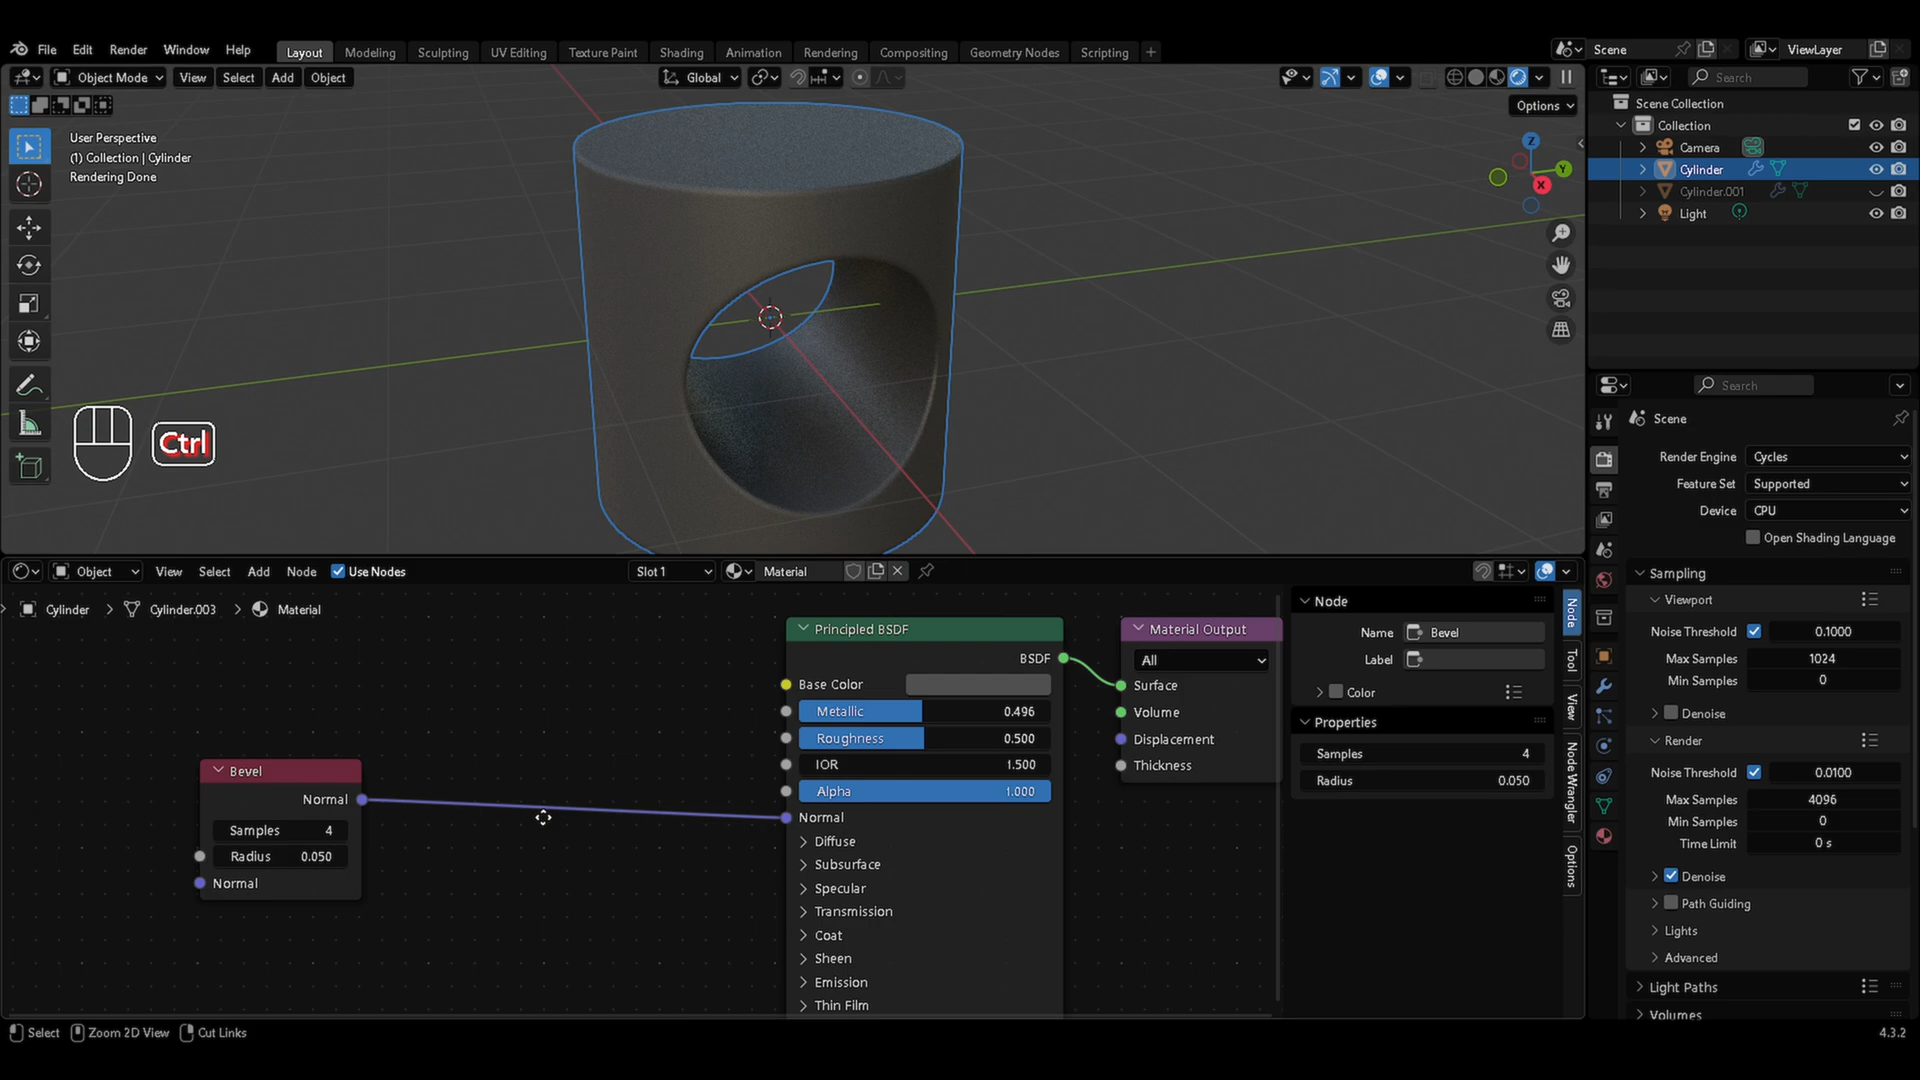 File Edit Render Window Help Layout Modeling Sculpting UV Editing Texture Paint Shading Animation Rendering Compositing Geometry Nodes Scripting + Scene ViewLayer
Object Mode View Select Add Object Global Search
Options
User Perspective
(1) Collection | Cylinder
Rendering Done
Z
Y
X
Ctrl
Scene Collection
Collection
Camera
Cylinder
Cylinder.001
Light
Search
Scene
Render Engine Cycles
Feature Set Supported
Device CPU
Open Shading Language
Sampling
Viewport
Noise Threshold 0.1000
Max Samples 1024
Min Samples 0
Denoise
Render
Noise Threshold 0.0100
Max Samples 4096
Min Samples 0
Time Limit 0 s
Denoise
Path Guiding
Lights
Advanced
Light Paths
Volumes
Object View Select Add Node Use Nodes Slot 1 Material
Cylinder > Cylinder.003 > Material
Bevel
Normal
Samples 4
Radius 0.050
Normal
Principled BSDF
BSDF
Base Color
Metallic 0.496
Roughness 0.500
IOR 1.500
Alpha 1.000
Normal
Diffuse
Subsurface
Specular
Transmission
Coat
Sheen
Emission
Thin Film
Material Output
All
Surface
Volume
Displacement
Thickness
Node
Name Bevel
Label
Color
Properties
Samples 4
Radius 0.050
Node
Tool
View
Node Wrangler
Options
Select Zoom 2D View Cut Links 4.3.2